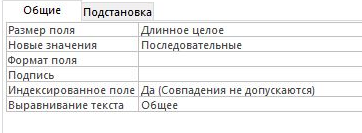 Общие Подстановка
Размер поля Длинное целое
Новые значения Последовательные
Формат поля
Подпись
Индексированное поле Да (Совпадения не допускаются)
Выравнивание текста Общее